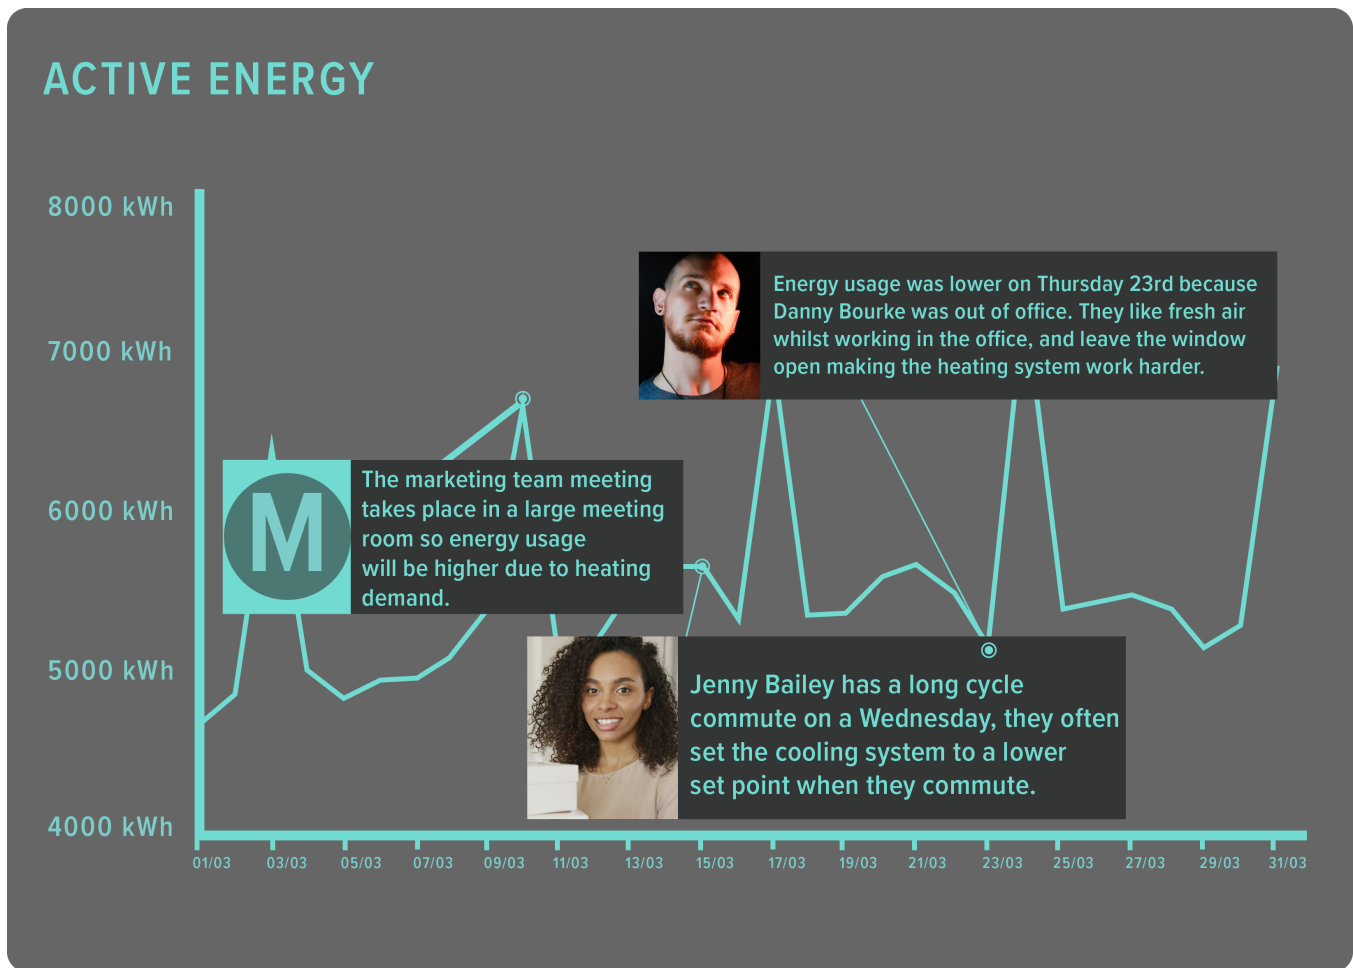 ACTIVE ENERGY
8000 kWh
7000 kWh
6000 kWh
5000 kWh
4000 kWh
Energy usage was lower on Thursday 23rd because
Danny Bourke was out of office. They like fresh air
whilst working in the office, and leave the window
open making the heating system work harder.
M
The marketing team meeting
takes place in a large meeting
room so energy usage
will be higher due to heating
demand.
Jenny Bailey has a long cycle
commute on a Wednesday, they often
set the cooling system to a lower
set point when they commute.
01/03 03/03 05/03 07/03 09/03 11/03 13/03 15/03 17/03 19/03 21/03 23/03 25/03 27/03 29/03 31/03